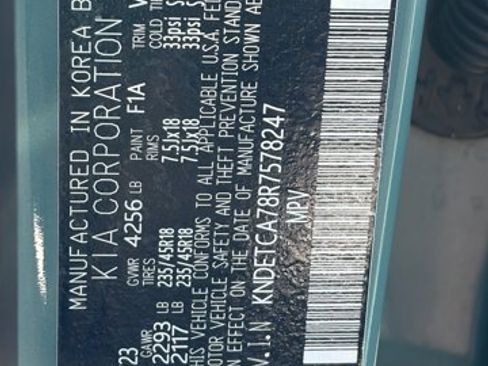 MANUFACTURED IN KOREA B
KIA CORPORATION
GVWR 4256 LB PAINT F1A TRIM
23
GAWR TIRES RIMS COLD
2293 LB 235/45R18 7.5Jx18 33psi
2117 LB 235/45R18 7.5Jx18 33psi
THIS VEHICLE CONFORMS TO ALL APPLICABLE U.S.A. FE
MOTOR VEHICLE SAFETY AND THEFT PREVENTION STAND
IN EFFECT ON THE DATE OF MANUFACTURE SHOWN AB
V.I.N KNDETCA78R7578247
MPV